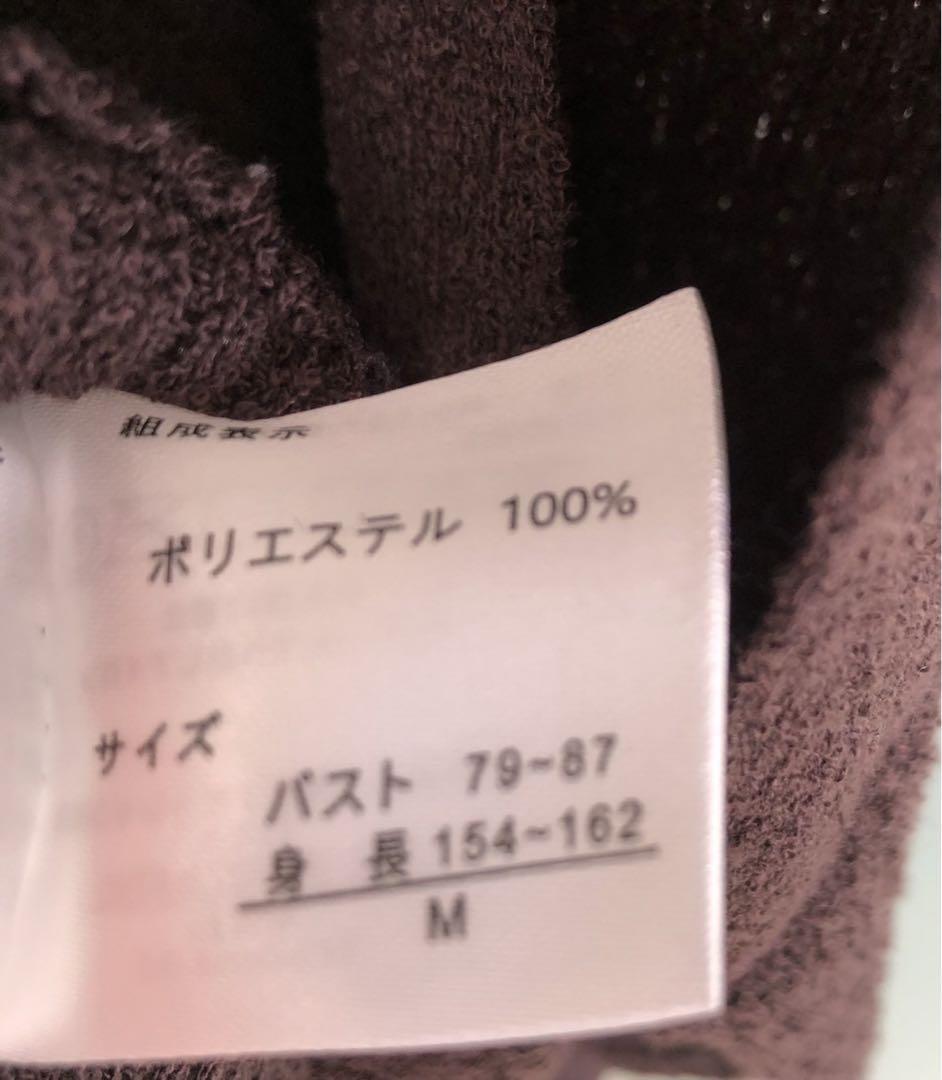 組成表示
ポリエステル 100%
サイズ
バスト 79~87
身 長 154~162
M